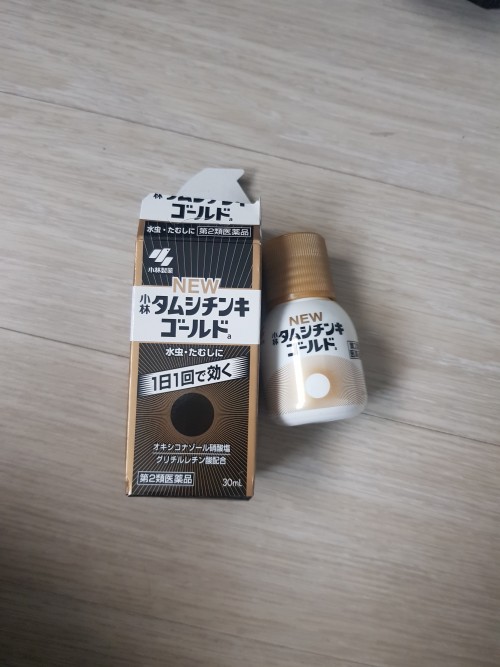 ゴールドa
水虫・たむしに 第2類医薬品
小林製薬
NEW
小林 タムシチンキ
ゴールドa
水虫・たむしに
1日1回で効く
オキシコナゾール硝酸塩
グリチルレチン酸配合
第2類医薬品 30mL
NEW
小林 タムシチンキ
ゴールドa